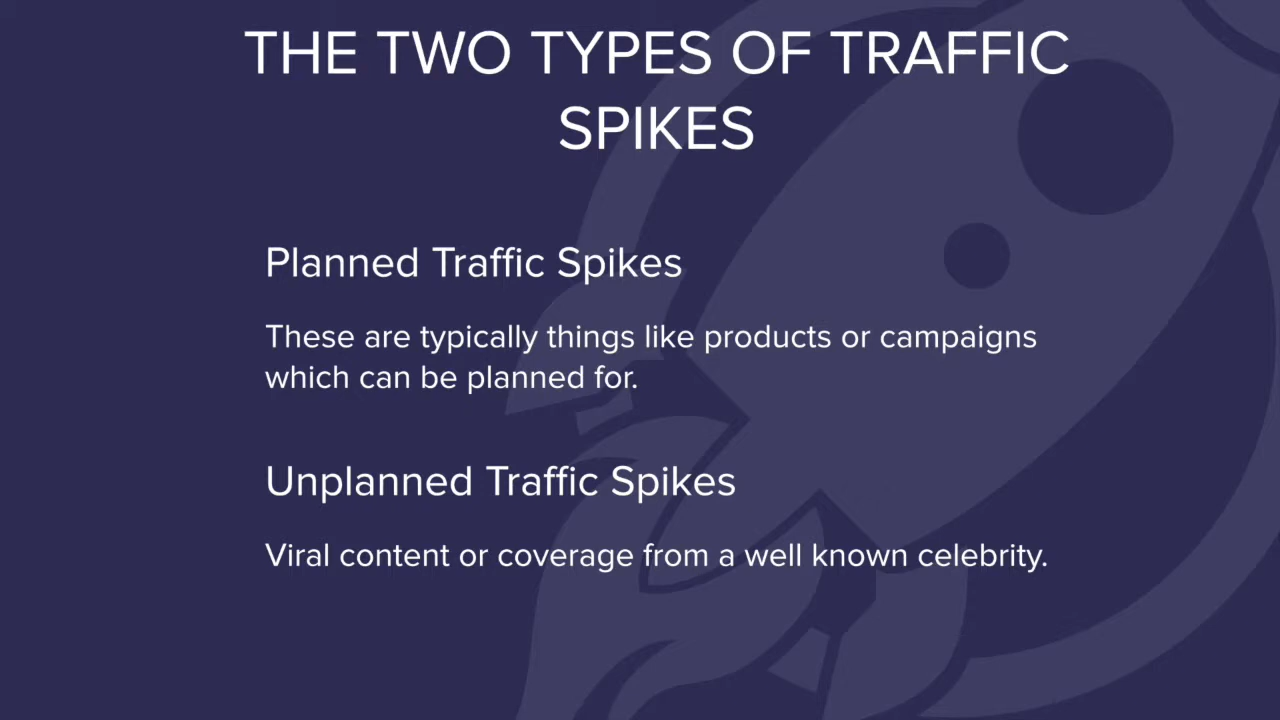 THE TWO TYPES OF TRAFFIC
SPIKES
Planned Traffic Spikes
These are typically things like products or campaigns
which can be planned for.
Unplanned Traffic Spikes
Viral content or coverage from a well known celebrity.